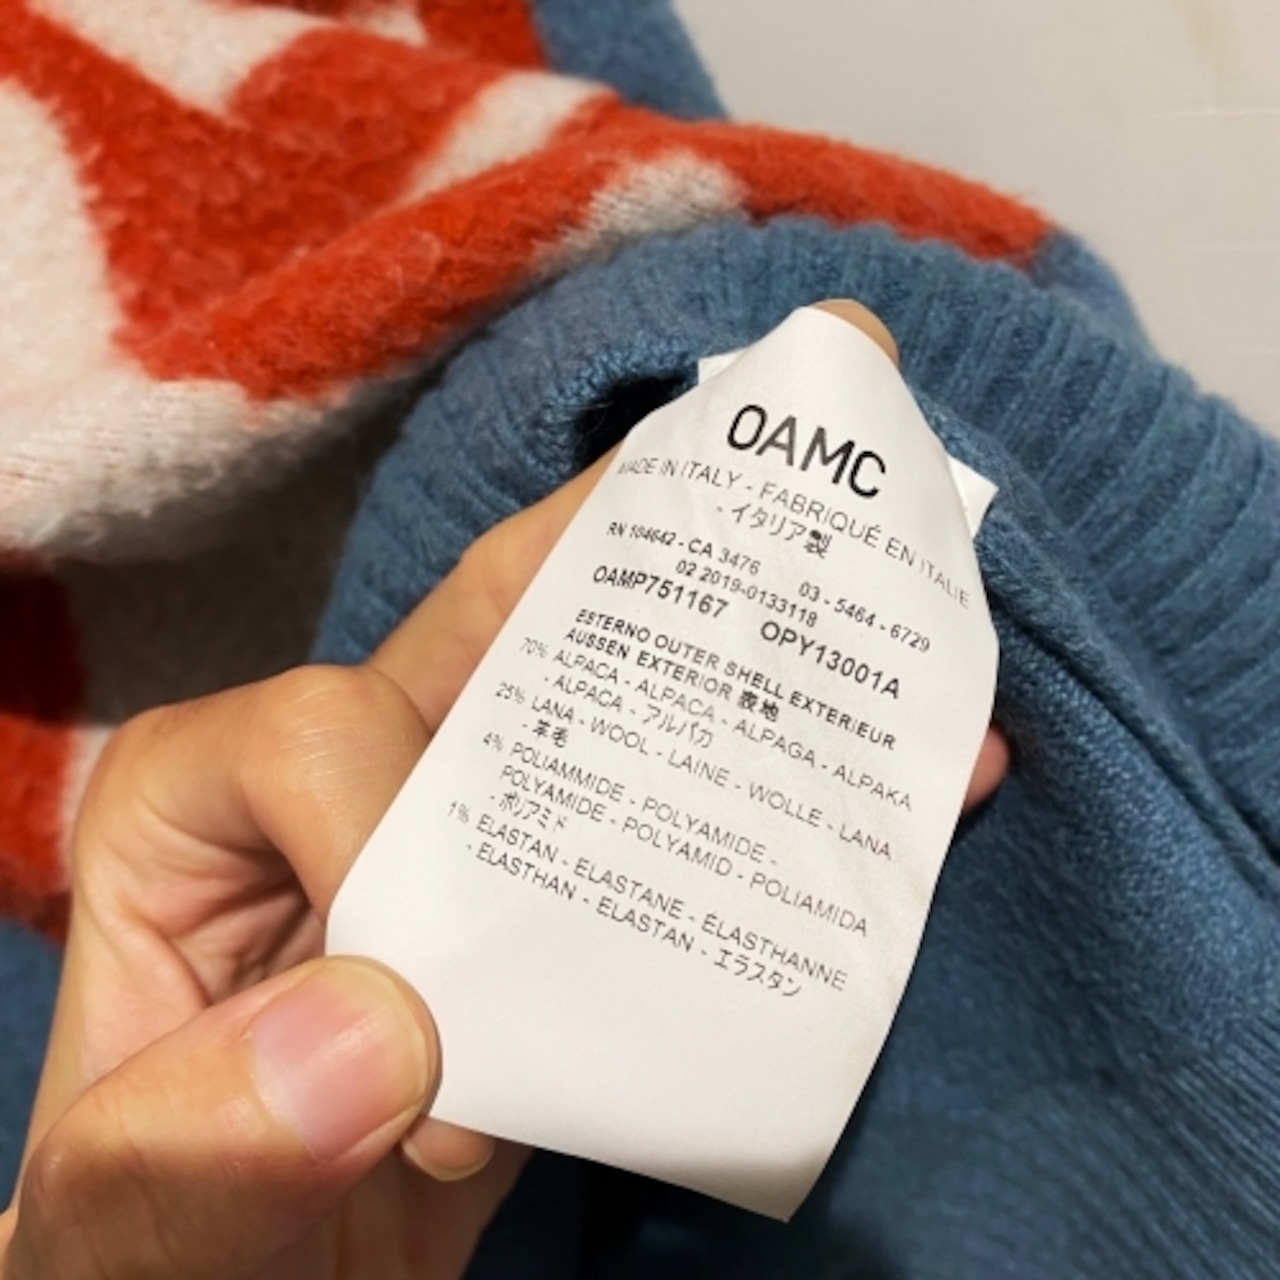 OAMC
MADE IN ITALY - FABRIQUÉ EN ITALIE
- イタリア製
RN 104642 - CA 3476 03 - 5464 - 6729
02 2019-0133118
OAMP751167 OPY13001A
ESTERNO OUTER SHELL EXTERIEUR
AUSSEN EXTERIOR 表地
70% ALPACA - ALPACA - ALPAGA - ALPAKA
- ALPACA - アルパカ
25% LANA - WOOL - LAINE - WOLLE - LANA
- 羊毛
4% POLIAMMIDE - POLYAMIDE -
POLYAMIDE - POLYAMID - POLIAMIDA
- ポリアミド
1% ELASTAN - ELASTANE - ÉLASTHANNE
- ELASTHAN - ELASTAN - エラスタン